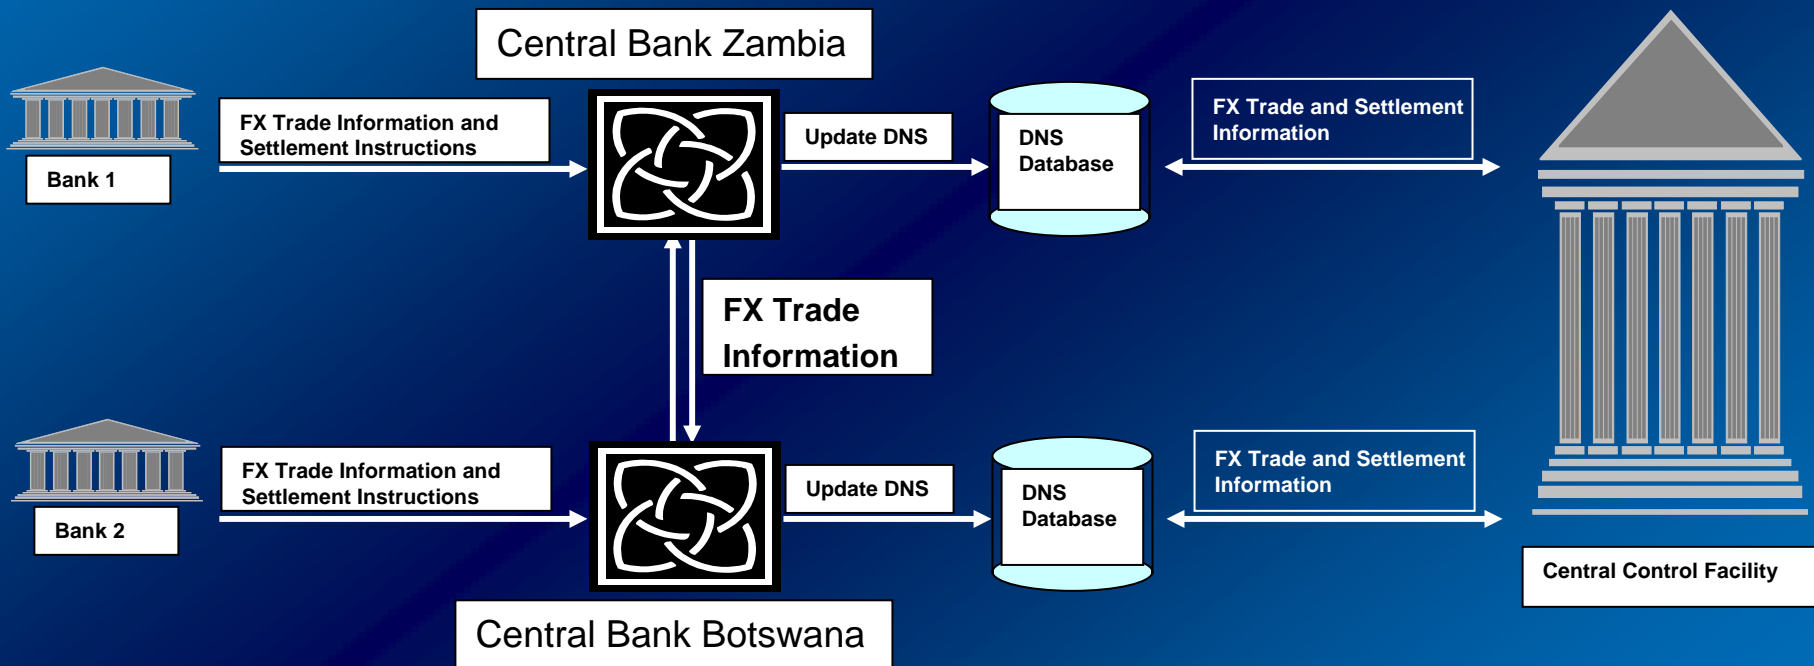 Central Bank Zambia
FX Trade Information and
Settlement Instructions
Bank 1
Update DNS
DNS
Database
FX Trade and Settlement
Information
FX Trade
Information
FX Trade Information and
Settlement Instructions
Bank 2
Update DNS
DNS
Database
FX Trade and Settlement
Information
Central Control Facility
Central Bank Botswana